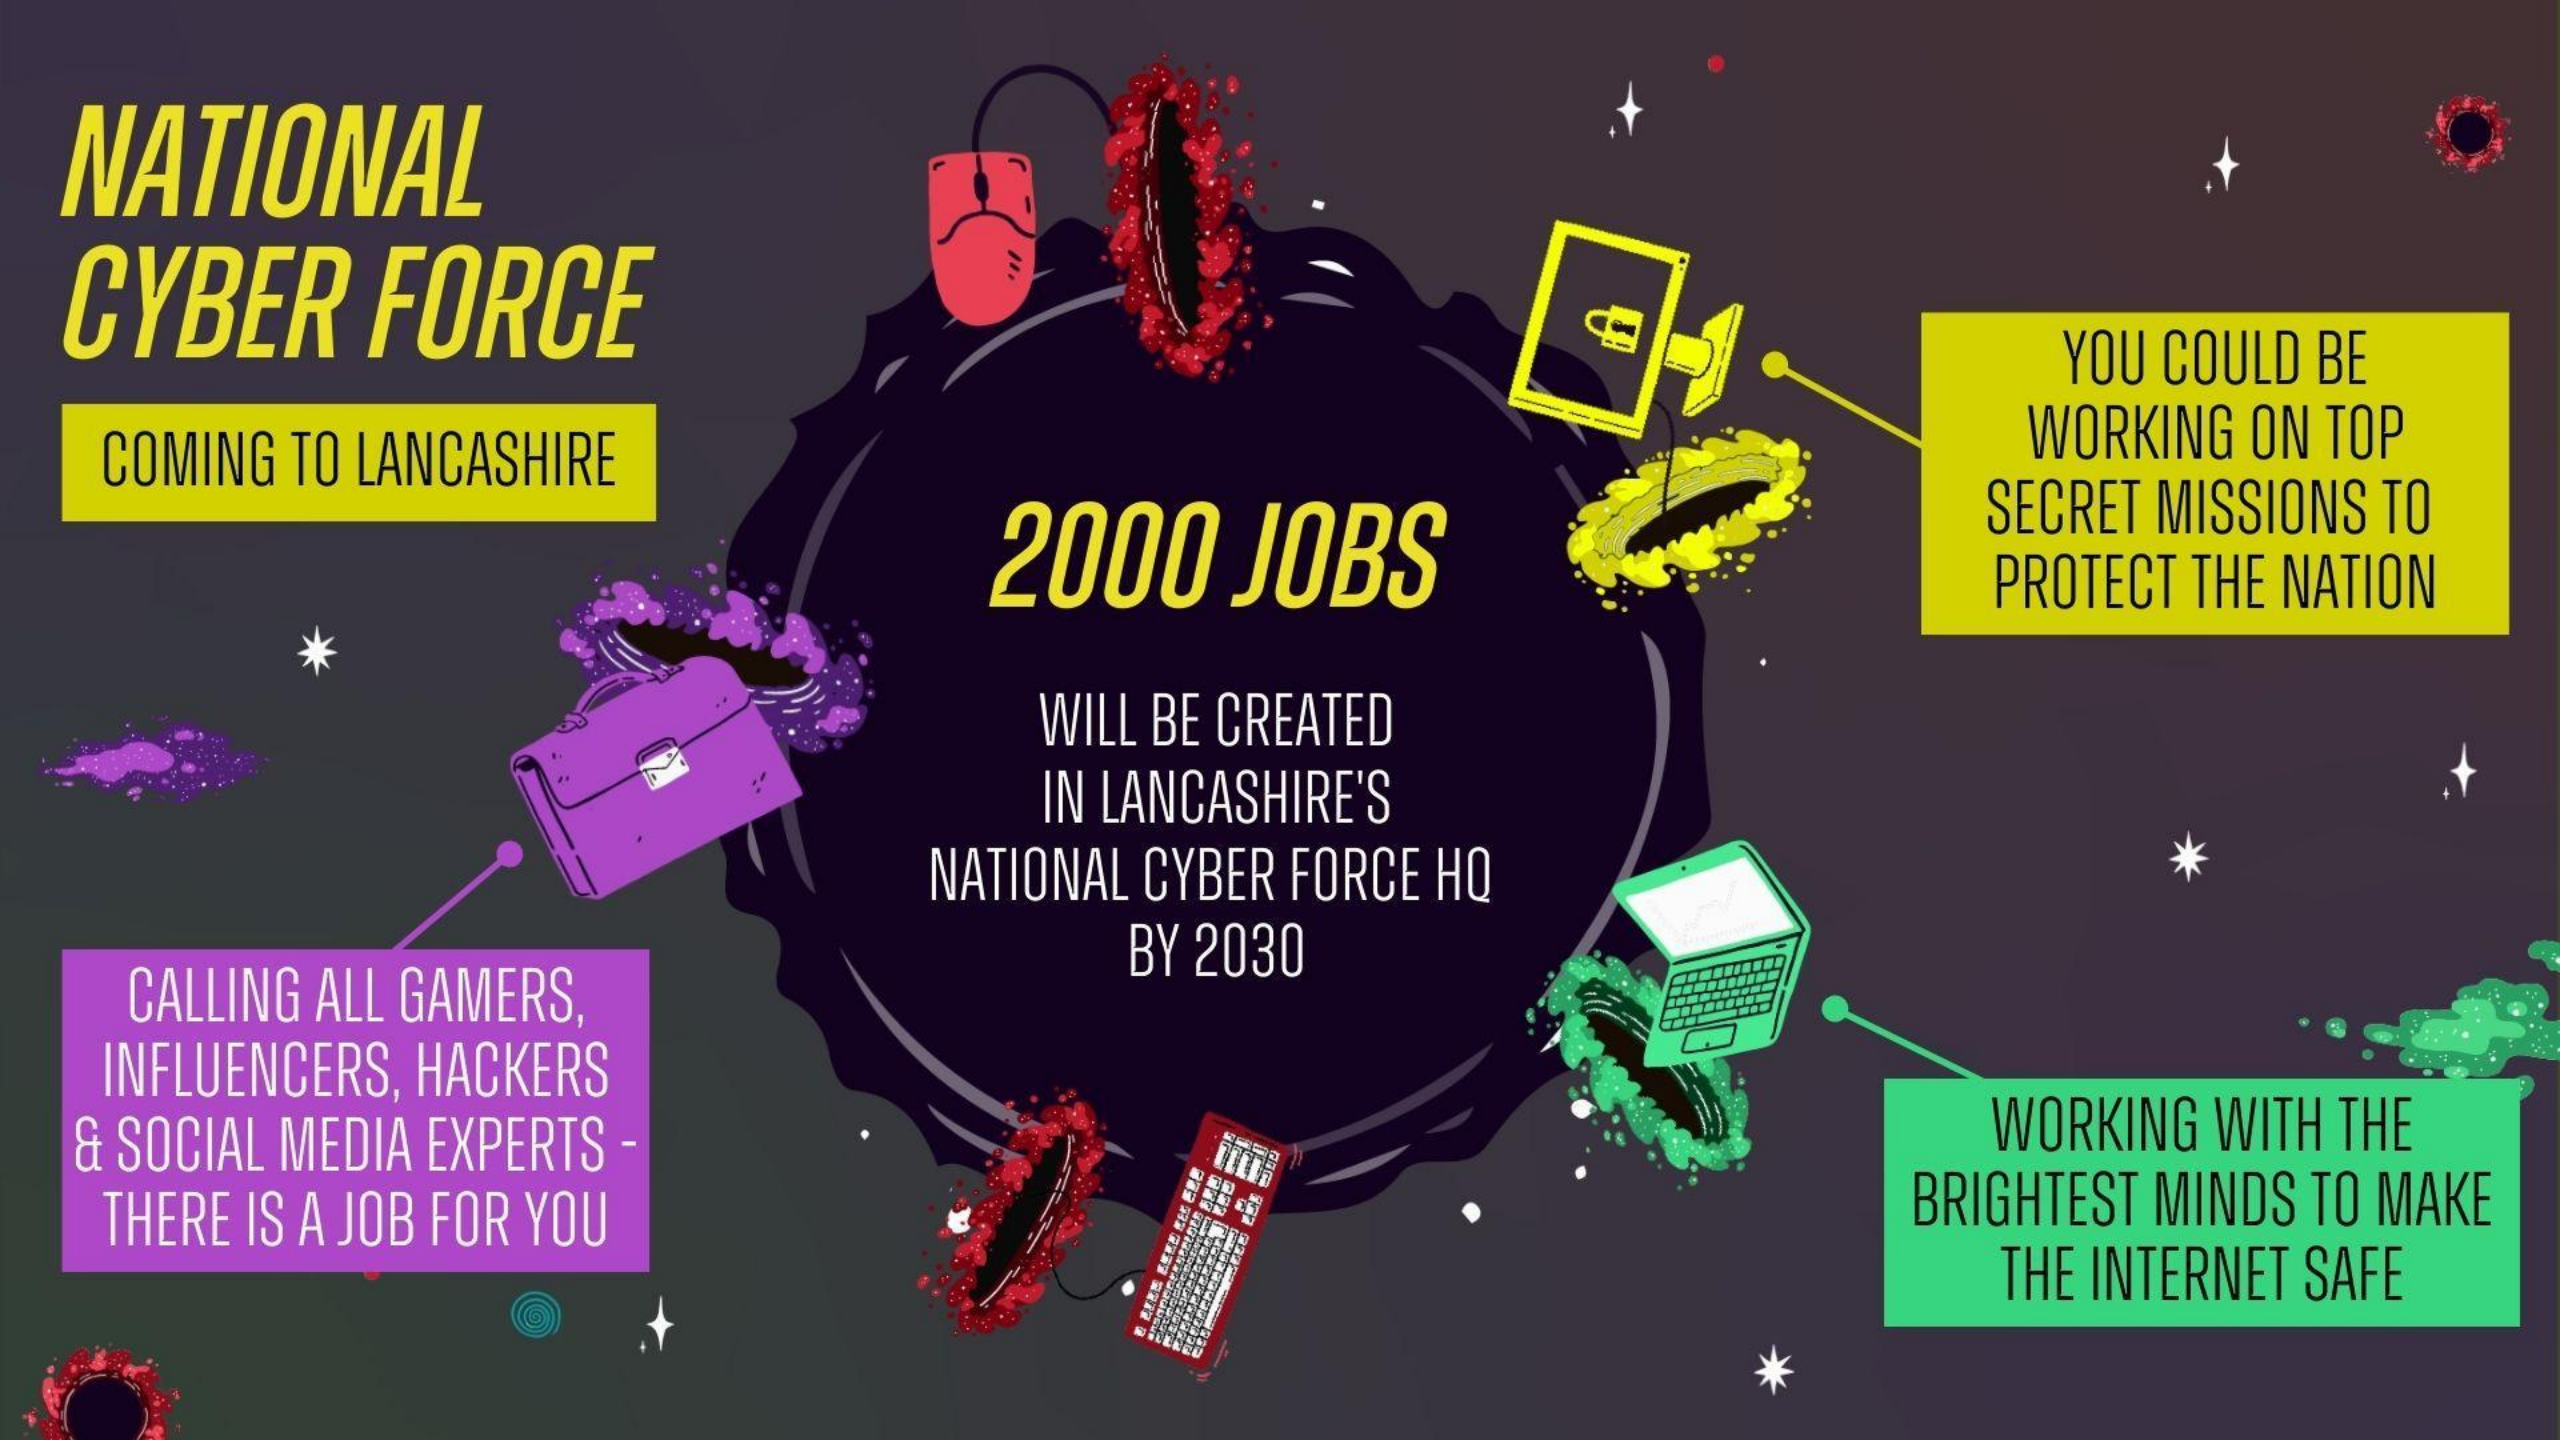 NATIONAL
CYBER FORCE
COMING TO LANCASHIRE
2000 JOBS
WILL BE CREATED
IN LANCASHIRE'S
NATIONAL CYBER FORCE HQ
BY 2030
YOU COULD BE
WORKING ON TOP
SECRET MISSIONS TO
PROTECT THE NATION
CALLING ALL GAMERS,
INFLUENCERS, HACKERS
& SOCIAL MEDIA EXPERTS -
THERE IS A JOB FOR YOU
WORKING WITH THE
BRIGHTEST MINDS TO MAKE
THE INTERNET SAFE